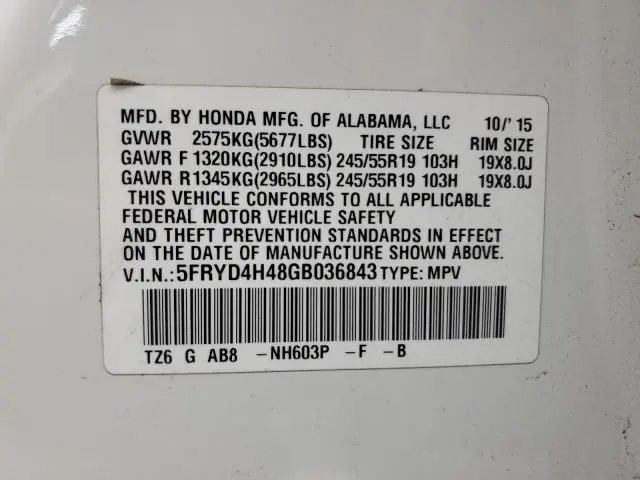 MFD. BY HONDA MFG. OF ALABAMA, LLC 10/'15
GVWR 2575KG(5677LBS) TIRE SIZE RIM SIZE
GAWR F 1320KG(2910LBS) 245/55R19 103H 19X8.0J
GAWR R1345KG(2965LBS) 245/55R19 103H 19X8.0J
THIS VEHICLE CONFORMS TO ALL APPLICABLE
FEDERAL MOTOR VEHICLE SAFETY
AND THEFT PREVENTION STANDARDS IN EFFECT
ON THE DATE OF MANUFACTURE SHOWN ABOVE.
V.I.N.:5FRYD4H48GB036843 TYPE: MPV
TZ6 G AB8 -NH603P -F -B